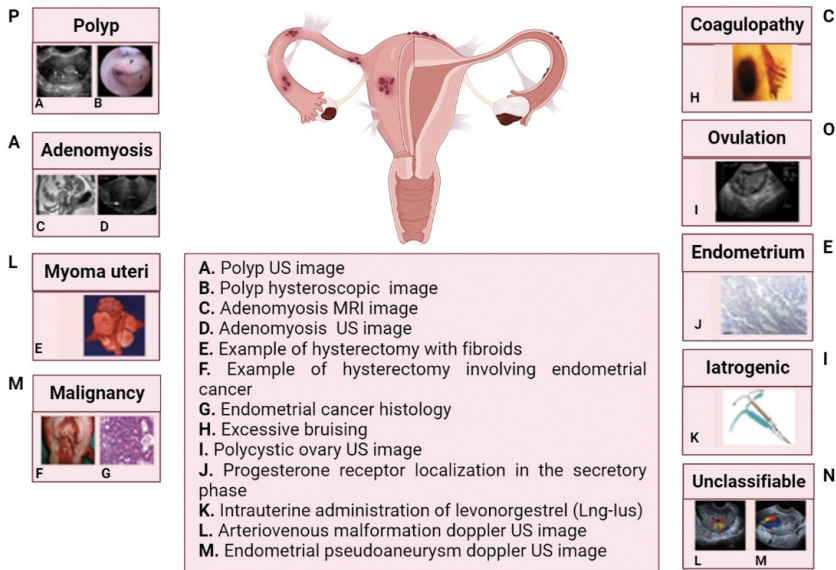 P
Polyp
A
B
A
Adenomyosis
C
D
L
Myoma uteri
E
M
Malignancy
F
G
A. Polyp US image
B. Polyp hysteroscopic image
C. Adenomyosis MRI image
D. Adenomyosis US image
E. Example of hysterectomy with fibroids
F. Example of hysterectomy involving endometrial
cancer
G. Endometrial cancer histology
H. Excessive bruising
I. Polycystic ovary US image
J. Progesterone receptor localization in the secretory
phase
K. Intrauterine administration of levonorgestrel (Lng-Ius)
L. Arteriovenous malformation doppler US image
M. Endometrial pseudoaneurysm doppler US image
C
Coagulopathy
H
O
Ovulation
I
E
Endometrium
J
I
Iatrogenic
K
N
Unclassifiable
L
M